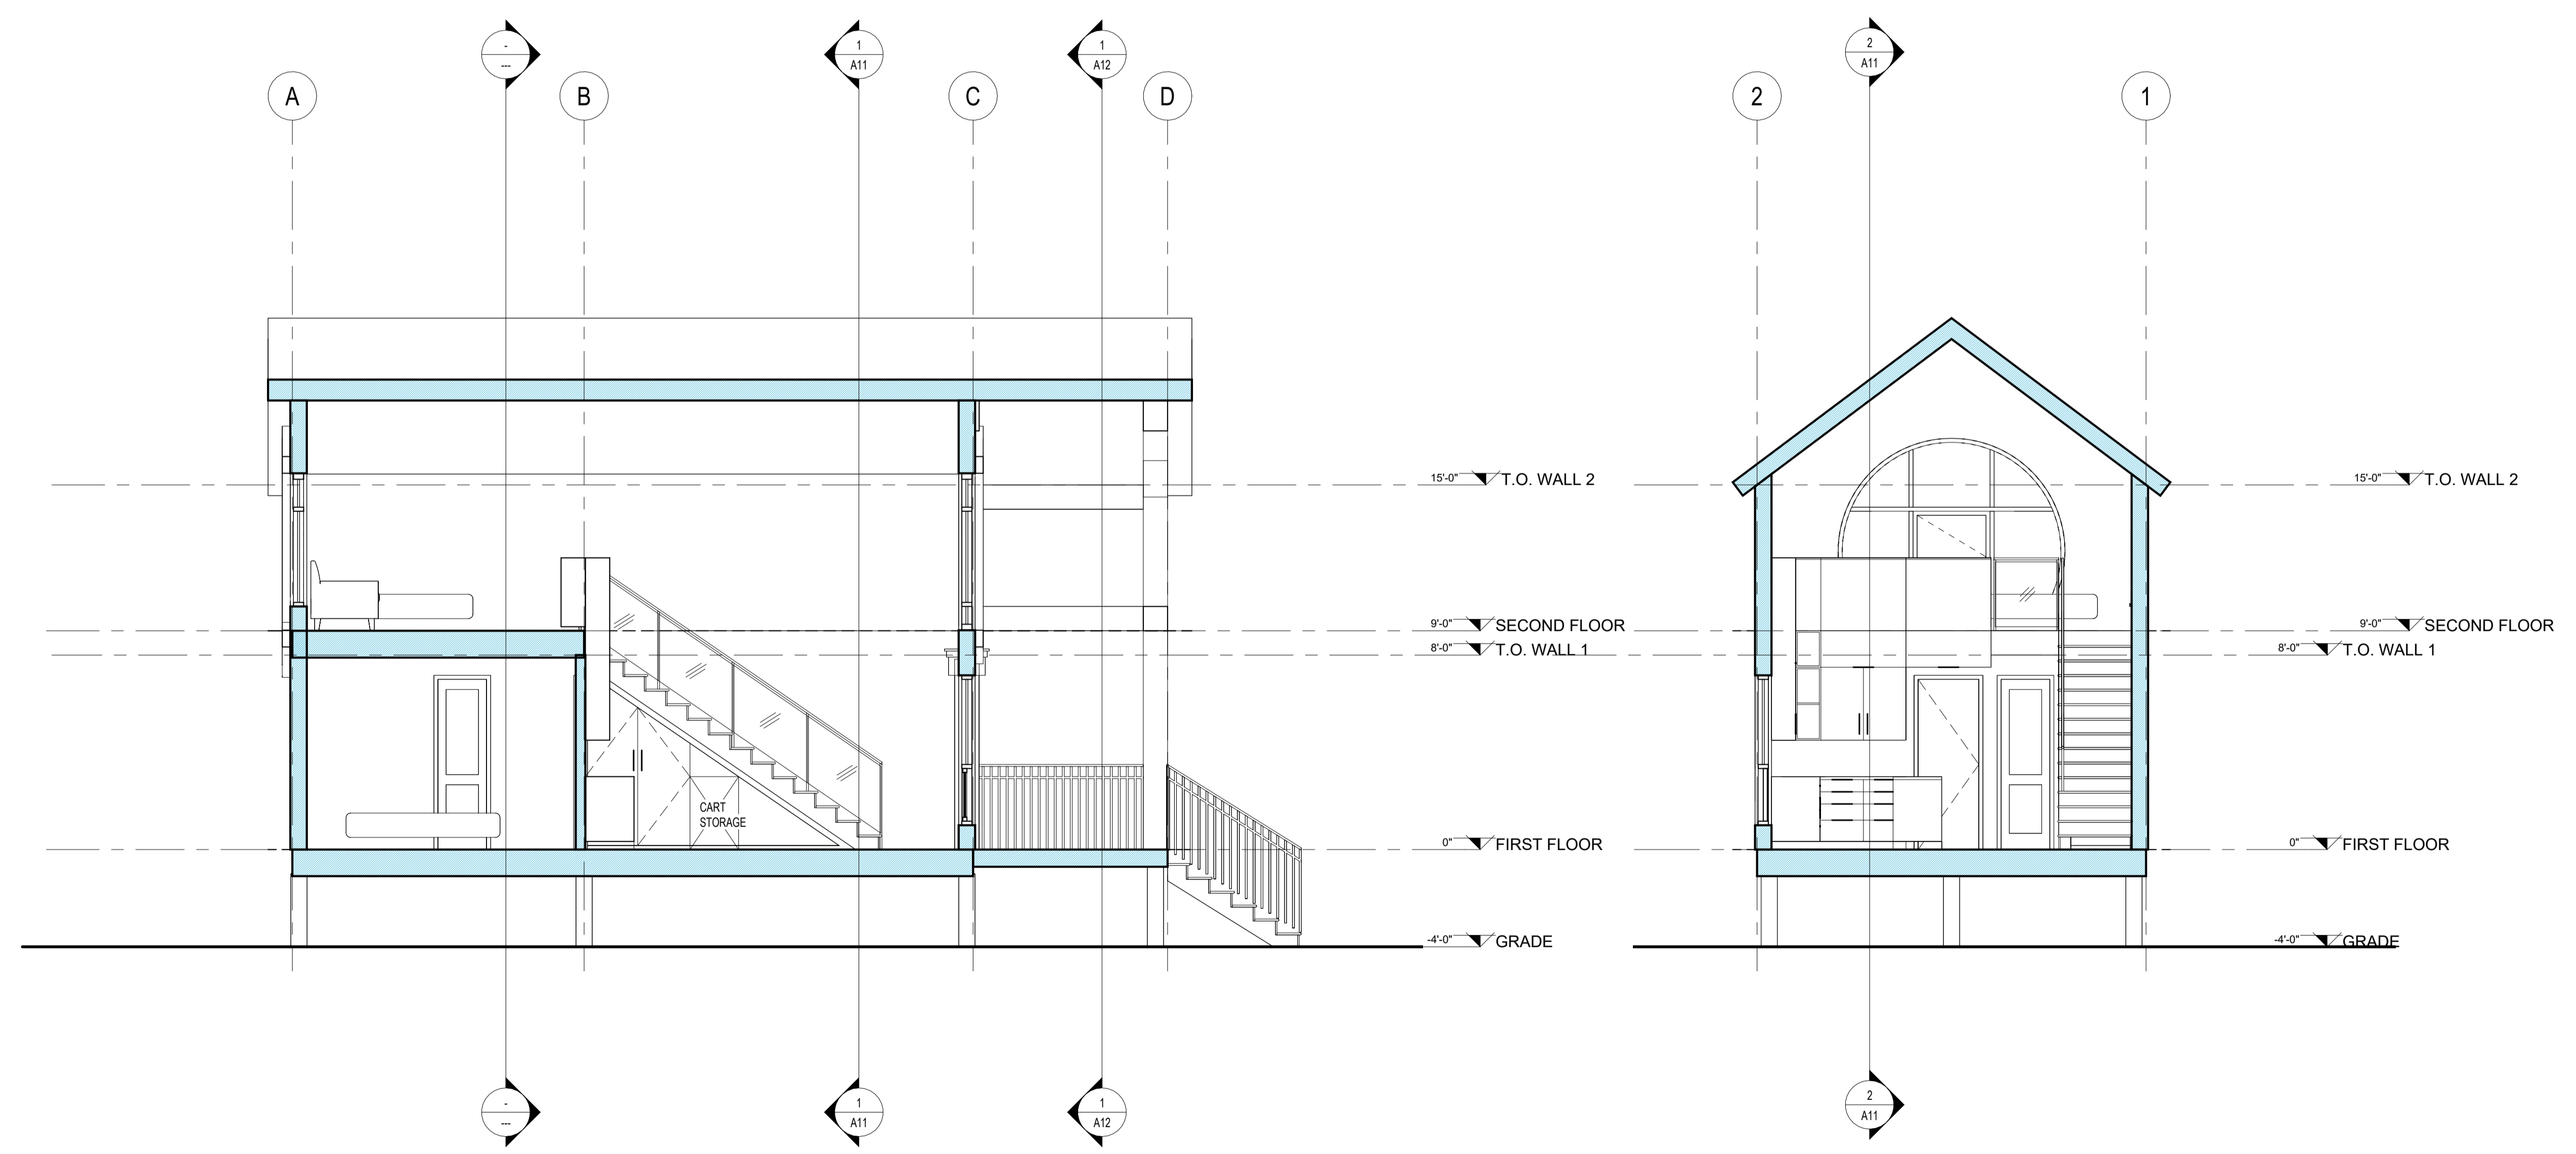 -
---
1
A11
1
A12
2
A11
A
B
C
D
2
1
15'-0" T.O. WALL 2
15'-0" T.O. WALL 2
9'-0" SECOND FLOOR
9'-0" SECOND FLOOR
8'-0" T.O. WALL 1
8'-0" T.O. WALL 1
CART
STORAGE
0" FIRST FLOOR
0" FIRST FLOOR
-4'-0" GRADE
-4'-0" GRADE
-
---
1
A11
1
A12
2
A11